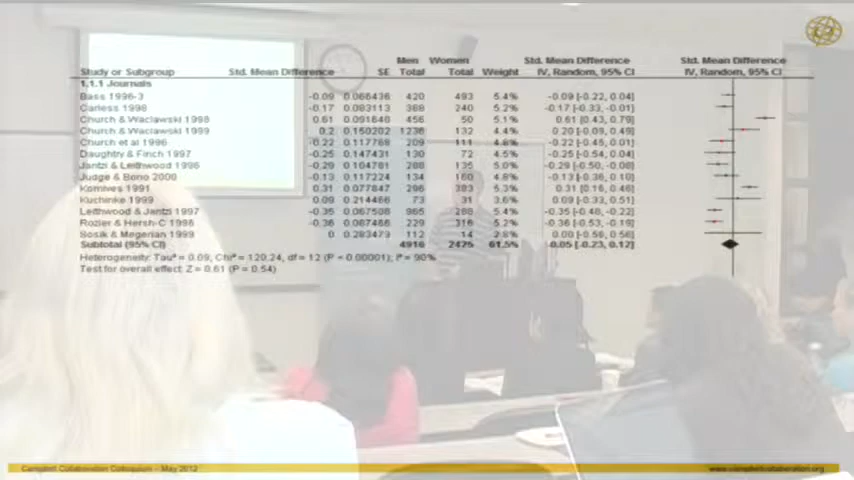 Men Women Std. Mean Difference Std. Mean Difference
Study or Subgroup Std. Mean Difference SE Total Total Weight IV, Random, 95% CI IV, Random, 95% CI
1.1.1 Journals
Bass 1996-3 -0.09 0.066436 420 493 5.4% -0.09 [-0.22, 0.04]
Carless 1998 -0.17 0.083113 388 240 5.2% -0.17 [-0.33, -0.01]
Church & Waclawski 1998 0.61 0.091840 456 50 5.1% 0.61 [0.43, 0.79]
Church & Waclawski 1999 0.2 0.150202 1236 132 4.4% 0.20 [-0.09, 0.49]
Church et al 1996 -0.22 0.117768 209 111 4.8% -0.22 [-0.45, 0.01]
Daughtry & Finch 1997 -0.25 0.147431 130 72 4.5% -0.25 [-0.54, 0.04]
Jantzi & Leithwood 1996 -0.29 288 135 5.0% -0.29 [-0.50, -0.08]
Judge & Bono 2000 -0.13 0.117224 134 160 4.8% -0.13 [-0.36, 0.10]
Komives 1991 0.31 0.077847 296 383 5.3% 0.31 [0.16, 0.46]
Kuchinke 1999 0.09 0.214466 73 31 3.6% 0.09 [-0.33, 0.51]
Leithwood & Jantzi 1997 -0.35 0.067508 965 288 5.4% -0.35 [-0.48, -0.22]
Rozier & Hersh-C 1996 -0.36 229 316 5.2% -0.36 [-0.53, -0.19]
Sosik & Megerian 1999 0 0.283479 112 14 2.8% 0.00 [-0.56, 0.56]
Subtotal (95% CI) 4916 2425 61.5% -0.05 [-0.23, 0.12]
Heterogeneity: Tau² = 0.09, Chi² = 120.24, df = 12 (P < 0.00001); I² = 90%
Test for overall effect: Z = 0.61 (P = 0.54)
Campbell Collaboration Colloquium – May 2012 www.campbellcollaboration.org